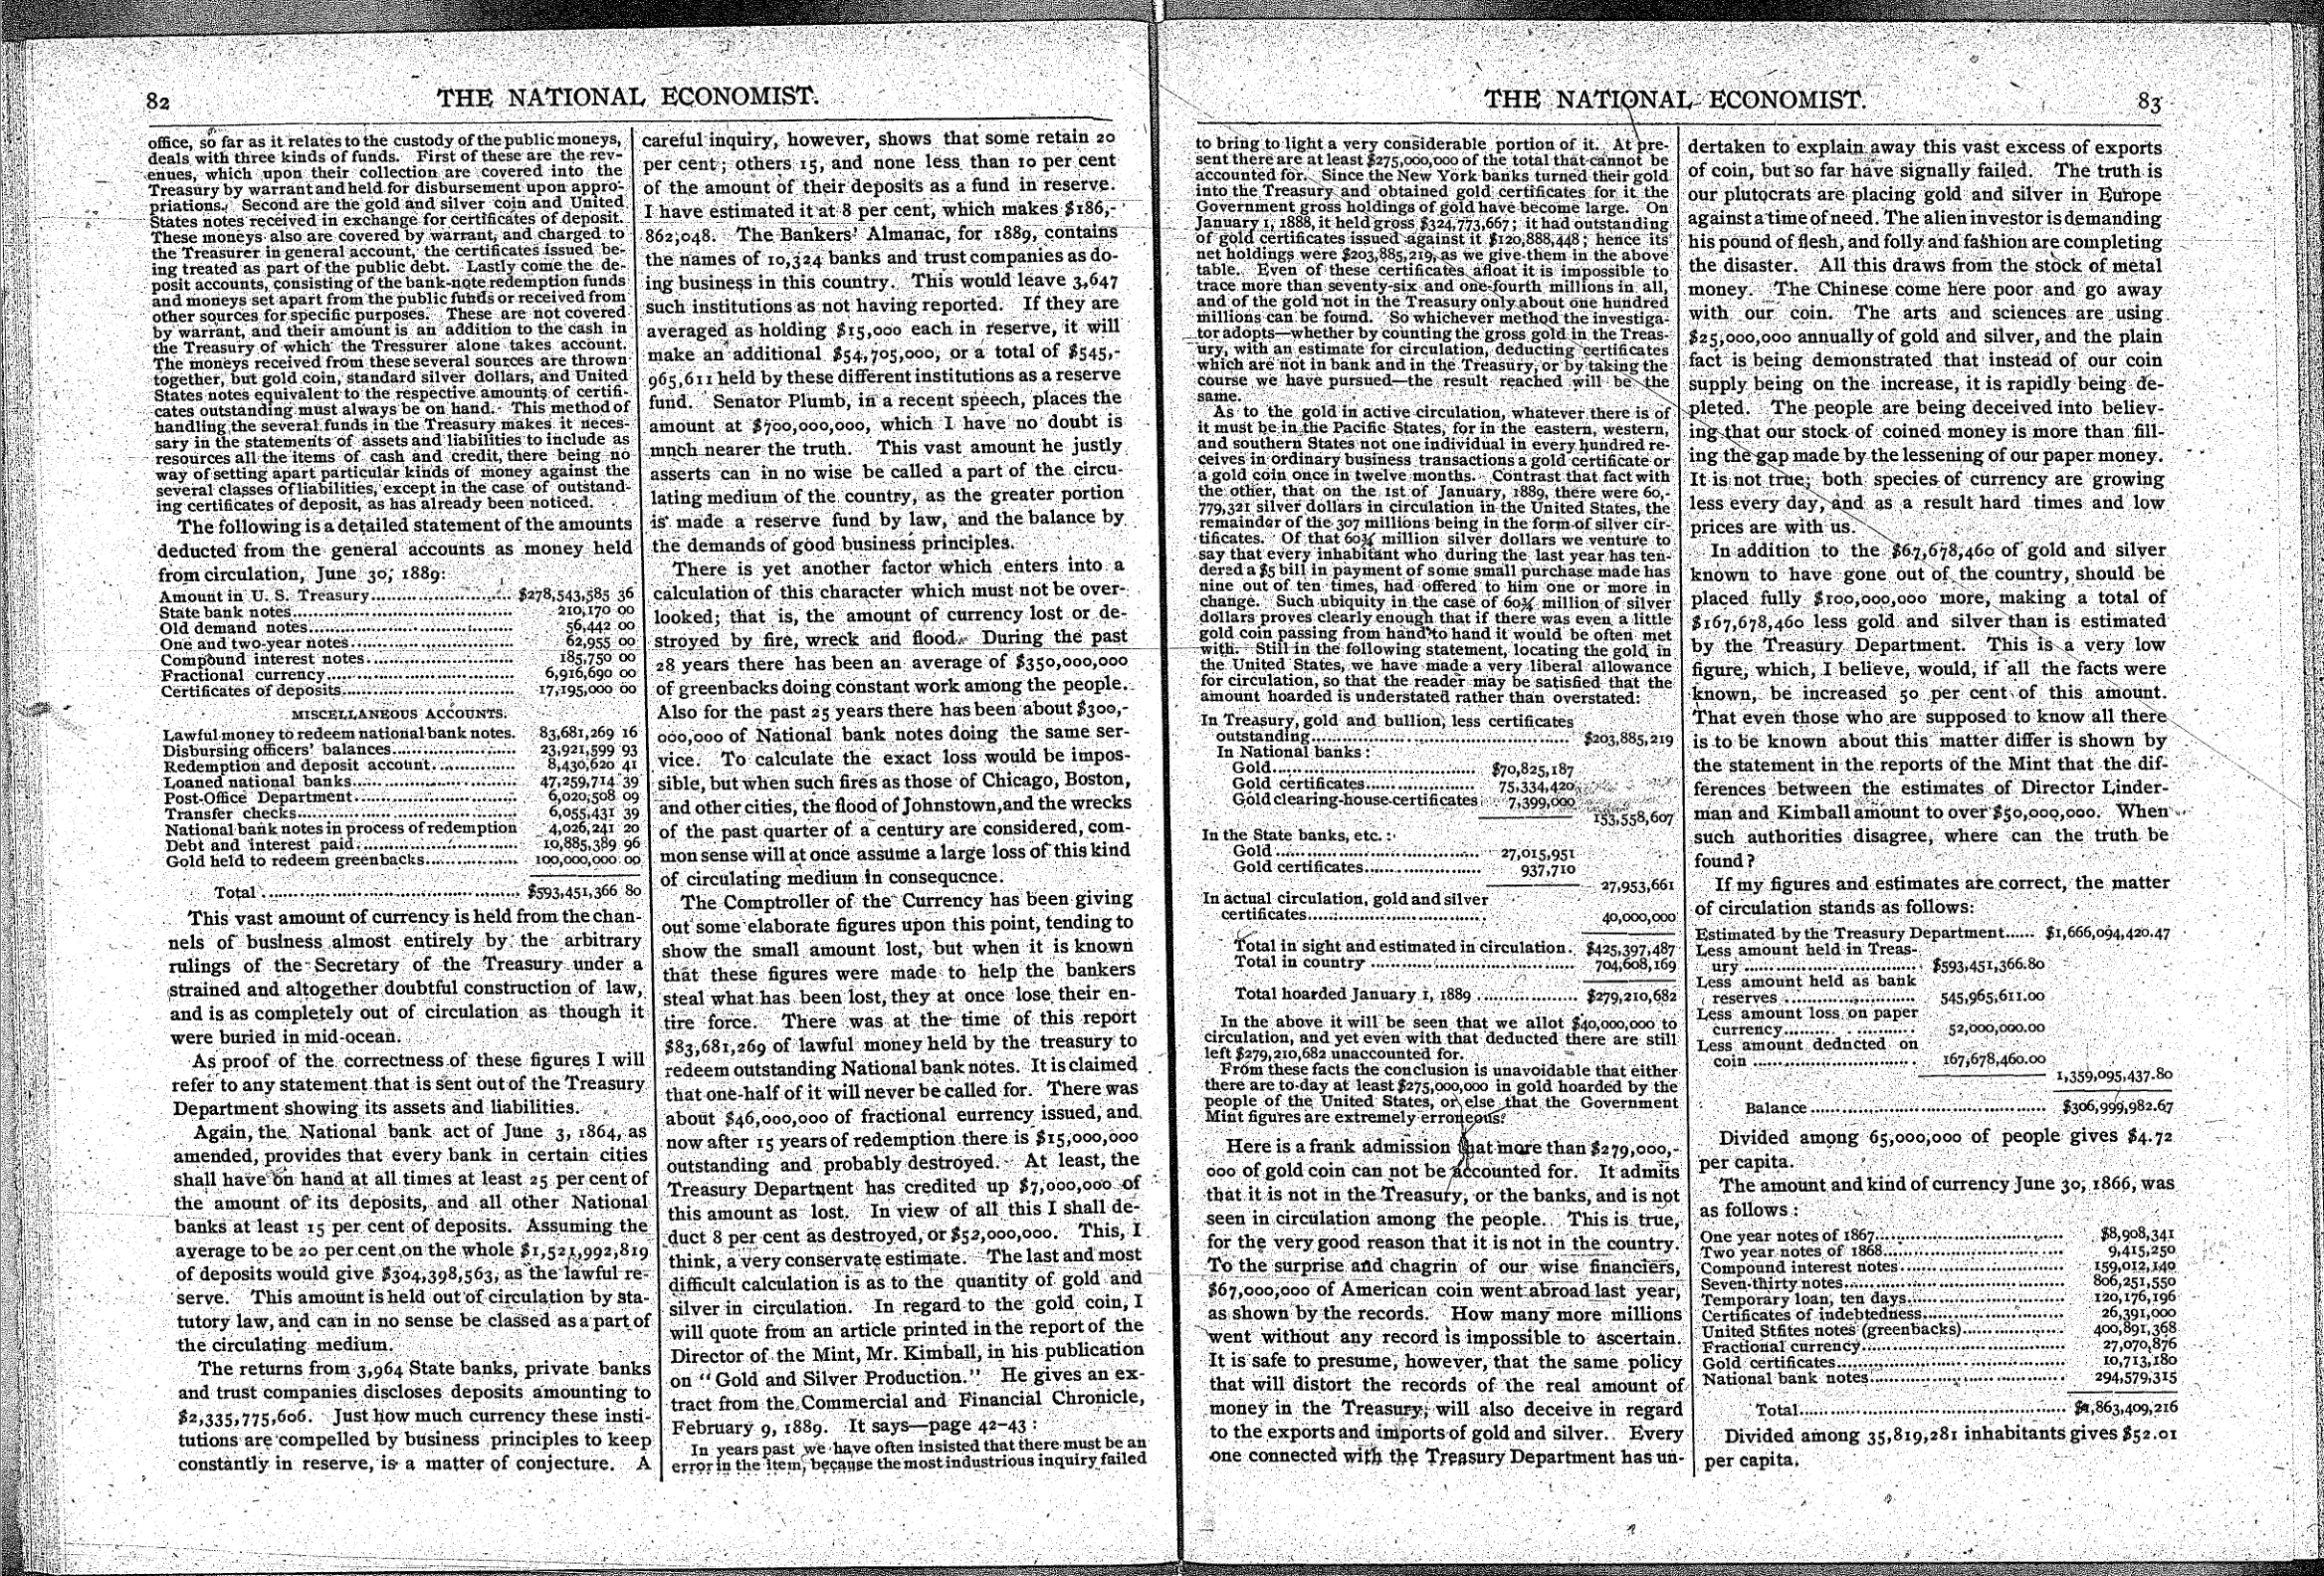 82
THE NATIONAL ECONOMIST.
office, so far as it relates to the custody of the public moneys,
deals with three kinds of funds. First of these are the rev-
enues, which upon their collection are covered into the
Treasury by warrant and held for disbursement upon appro-
priations. Second are the gold and silver coin and United
States notes received in exchange for certificates of deposit.
These moneys also are covered by warrant, and charged to
the Treasurer in general account, the certificates issued be-
ing treated as part of the public debt. Lastly come the de-
posit accounts, consisting of the bank-note redemption funds
and moneys set apart from the public funds or received from
other sources for specific purposes. These are not covered
by warrant, and their amount is an addition to the cash in
the Treasury of which the Tressurer alone takes account.
The moneys received from these several sources are thrown
together, but gold coin, standard silver dollars, and United
States notes equivalent to the respective amounts of certifi-
cates outstanding must always be on hand. This method of
handling the several funds in the Treasury makes it neces-
sary in the statements of assets and liabilities to include as
resources all the items of cash and credit, there being no
way of setting apart particular kinds of money against the
several classes of liabilities, except in the case of outstand-
ing certificates of deposit, as has already been noticed.
The following is a detailed statement of the amounts
deducted from the general accounts as money held
from circulation, June 30, 1889:
Amount in U. S. Treasury........................ $278,543,585 36
State bank notes........................ 210,170 00
Old demand notes........................ 56,442 00
One and two-year notes........................ 62,955 00
Compound interest notes........................ 185,750 00
Fractional currency........................ 6,916,690 00
Certificates of deposits........................ 17,195,000 00
MISCELLANEOUS ACCOUNTS.
Lawful money to redeem national bank notes. 83,681,269 16
Disbursing officers' balances........................ 23,921,599 93
Redemption and deposit account................ 8,430,620 41
Loaned national banks........................ 47,259,714 39
Post-Office Department........................ 6,020,508 09
Transfer checks........................ 6,055,431 39
National bank notes in process of redemption 4,026,241 20
Debt and interest paid........................ 10,885,389 96
Gold held to redeem greenbacks................ 100,000,000 00
Total........................ $593,451,366 80
This vast amount of currency is held from the chan-
nels of business almost entirely by the arbitrary
rulings of the Secretary of the Treasury under a
strained and altogether doubtful construction of law,
and is as completely out of circulation as though it
were buried in mid-ocean.
As proof of the correctness of these figures I will
refer to any statement that is sent out of the Treasury
Department showing its assets and liabilities.
Again, the National bank act of June 3, 1864, as
amended, provides that every bank in certain cities
shall have on hand at all times at least 25 per cent of
the amount of its deposits, and all other National
banks at least 15 per cent of deposits. Assuming the
average to be 20 per cent on the whole $1,521,992,819
of deposits would give $304,398,563, as the lawful re-
serve. This amount is held out of circulation by sta-
tutory law, and can in no sense be classed as a part of
the circulating medium.
The returns from 3,964 State banks, private banks
and trust companies discloses deposits amounting to
$2,335,775,606. Just how much currency these insti-
tutions are compelled by business principles to keep
constantly in reserve, is a matter of conjecture. A
careful inquiry, however, shows that some retain 20
per cent; others 15, and none less than 10 per cent
of the amount of their deposits as a fund in reserve.
I have estimated it at 8 per cent, which makes $186,-
862,048. The Bankers' Almanac, for 1889, contains
the names of 10,324 banks and trust companies as do-
ing business in this country. This would leave 3,647
such institutions as not having reported. If they are
averaged as holding $15,000 each in reserve, it will
make an additional $54,705,000, or a total of $545,-
965,611 held by these different institutions as a reserve
fund. Senator Plumb, in a recent speech, places the
amount at $700,000,000, which I have no doubt is
mnch nearer the truth. This vast amount he justly
asserts can in no wise be called a part of the circu-
lating medium of the country, as the greater portion
is made a reserve fund by law, and the balance by
the demands of good business principles.
There is yet another factor which enters into a
calculation of this character which must not be over-
looked; that is, the amount of currency lost or de-
stroyed by fire, wreck and flood. During the past
28 years there has been an average of $350,000,000
of greenbacks doing constant work among the people.
Also for the past 25 years there has been about $300,-
000,000 of National bank notes doing the same ser-
vice. To calculate the exact loss would be impos-
sible, but when such fires as those of Chicago, Boston,
and other cities, the flood of Johnstown, and the wrecks
of the past quarter of a century are considered, com-
mon sense will at once assume a large loss of this kind
of circulating medium in consequence.
The Comptroller of the Currency has been giving
out some elaborate figures upon this point, tending to
show the small amount lost, but when it is known
that these figures were made to help the bankers
steal what has been lost, they at once lose their en-
tire force. There was at the time of this report
$83,681,269 of lawful money held by the treasury to
redeem outstanding National bank notes. It is claimed
that one-half of it will never be called for. There was
about $46,000,000 of fractional eurrency issued, and
now after 15 years of redemption there is $15,000,000
outstanding and probably destroyed. At least, the
Treasury Department has credited up $7,000,000 of
this amount as lost. In view of all this I shall de-
duct 8 per cent as destroyed, or $52,000,000. This, I
think, a very conservate estimate. The last and most
difficult calculation is as to the quantity of gold and
silver in circulation. In regard to the gold coin, I
will quote from an article printed in the report of the
Director of the Mint, Mr. Kimball, in his publication
on "Gold and Silver Production." He gives an ex-
tract from the Commercial and Financial Chronicle,
February 9, 1889. It says—page 42-43:
In years past we have often insisted that there must be an
error in the item, because the most industrious inquiry failed
THE NATIONAL ECONOMIST.
83
to bring to light a very considerable portion of it. At pre-
sent there are at least $275,000,000 of the total that cannot be
accounted for. Since the New York banks turned their gold
into the Treasury and obtained gold certificates for it the
Government gross holdings of gold have become large. On
January 1, 1888, it held gross $324,773,667; it had outstanding
of gold certificates issued against it $120,888,448; hence its
net holdings were $203,885,219, as we give them in the above
table. Even of these certificates afloat it is impossible to
trace more than seventy-six and one-fourth millions in all,
and of the gold not in the Treasury only about one hundred
millions can be found. So whichever method the investiga-
tor adopts—whether by counting the gross gold in the Treas-
ury, with an estimate for circulation, deducting certificates
which are not in bank and in the Treasury, or by taking the
course we have pursued—the result reached will be the
same.
As to the gold in active circulation, whatever there is of
it must be in the Pacific States, for in the eastern, western,
and southern States not one individual in every hundred re-
ceives in ordinary business transactions a gold certificate or
a gold coin once in twelve months. Contrast that fact with
the other, that on the 1st of January, 1889, there were 60,-
779,321 silver dollars in circulation in the United States, the
remainder of the 307 millions being in the form of silver cir-
tificates. Of that 60¾ million silver dollars we venture to
say that every inhabitant who during the last year has ten-
dered a $5 bill in payment of some small purchase made has
nine out of ten times, had offered to him one or more in
change. Such ubiquity in the case of 60¾ million of silver
dollars proves clearly enough that if there was even a little
gold coin passing from hand to hand it would be often met
with. Still in the following statement, locating the gold in
the United States, we have made a very liberal allowance
for circulation, so that the reader may be satisfied that the
amount hoarded is understated rather than overstated:
In Treasury, gold and bullion, less certificates
outstanding........................ $203,885,219
In National banks:
Gold........................ $70,825,187
Gold certificates........................ 75,334,420
Gold clearing-house certificates 7,399,000
153,558,607
In the State banks, etc.:
Gold........................ 27,015,951
Gold certificates........................ 937,710
27,953,661
In actual circulation, gold and silver
certificates........................ 40,000,000
Total in sight and estimated in circulation. $425,397,487
Total in country........................ 704,608,169
Total hoarded January 1, 1889.................. $279,210,682
In the above it will be seen that we allot $40,000,000 to
circulation, and yet even with that deducted there are still
left $279,210,682 unaccounted for.
From these facts the conclusion is unavoidable that either
there are to-day at least $275,000,000 in gold hoarded by the
people of the United States, or else that the Government
Mint figures are extremely erroneous.
Here is a frank admission that more than $279,000,-
000 of gold coin can not be accounted for. It admits
that it is not in the Treasury, or the banks, and is not
seen in circulation among the people. This is true,
for the very good reason that it is not in the country.
To the surprise and chagrin of our wise financiers,
$67,000,000 of American coin went abroad last year,
as shown by the records. How many more millions
went without any record is impossible to ascertain.
It is safe to presume, however, that the same policy
that will distort the records of the real amount of
money in the Treasury, will also deceive in regard
to the exports and imports of gold and silver. Every
one connected with the Treasury Department has un-
dertaken to explain away this vast excess of exports
of coin, but so far have signally failed. The truth is
our plutocrats are placing gold and silver in Europe
against a time of need. The alien investor is demanding
his pound of flesh, and folly and fashion are completing
the disaster. All this draws from the stock of metal
money. The Chinese come here poor and go away
with our coin. The arts and sciences are using
$25,000,000 annually of gold and silver, and the plain
fact is being demonstrated that instead of our coin
supply being on the increase, it is rapidly being de-
pleted. The people are being deceived into believ-
ing that our stock of coined money is more than fill-
ing the gap made by the lessening of our paper money.
It is not true; both species of currency are growing
less every day, and as a result hard times and low
prices are with us.
In addition to the $67,678,460 of gold and silver
known to have gone out of the country, should be
placed fully $100,000,000 more, making a total of
$167,678,460 less gold and silver than is estimated
by the Treasury Department. This is a very low
figure, which, I believe, would, if all the facts were
known, be increased 50 per cent of this amount.
That even those who are supposed to know all there
is to be known about this matter differ is shown by
the statement in the reports of the Mint that the dif-
ferences between the estimates of Director Linder-
man and Kimball amount to over $50,000,000. When
such authorities disagree, where can the truth be
found?
If my figures and estimates are correct, the matter
of circulation stands as follows:
Estimated by the Treasury Department...... $1,666,094,420.47
Less amount held in Treas-
ury........................ $593,451,366.80
Less amount held as bank
reserves........................ 545,965,611.00
Less amount loss on paper
currency........................ 52,000,000.00
Less amount dedncted on
coin........................ 167,678,460.00
1,359,095,437.80
Balance........................ $306,999,982.67
Divided among 65,000,000 of people gives $4.72
per capita.
The amount and kind of currency June 30, 1866, was
as follows:
One year notes of 1867........................ $8,908,341
Two year notes of 1868........................ 9,415,250
Compound interest notes........................ 159,012,140
Seven-thirty notes........................ 806,251,550
Temporary loan, ten days........................ 120,176,196
Certificates of indebtedness........................ 26,391,000
United Stfites notes (greenbacks)................ 400,891,368
Fractional currency........................ 27,070,876
Gold certificates........................ 10,713,180
National bank notes........................ 294,579,315
Total........................ $1,863,409,216
Divided among 35,819,281 inhabitants gives $52.01
per capita.